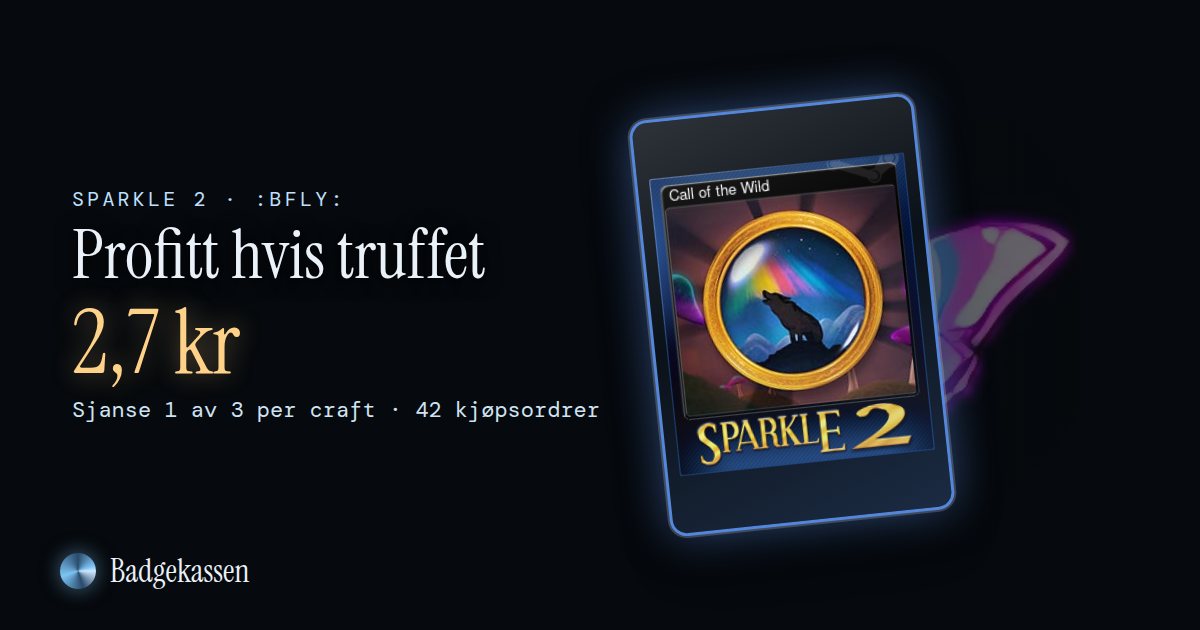 SPARKLE 2 · :BFLY:
Profitt hvis truffet
2,7 kr
Sjanse 1 av 3 per craft · 42 kjøpsordrer
Call of the Wild
SPARKLE 2
Badgekassen